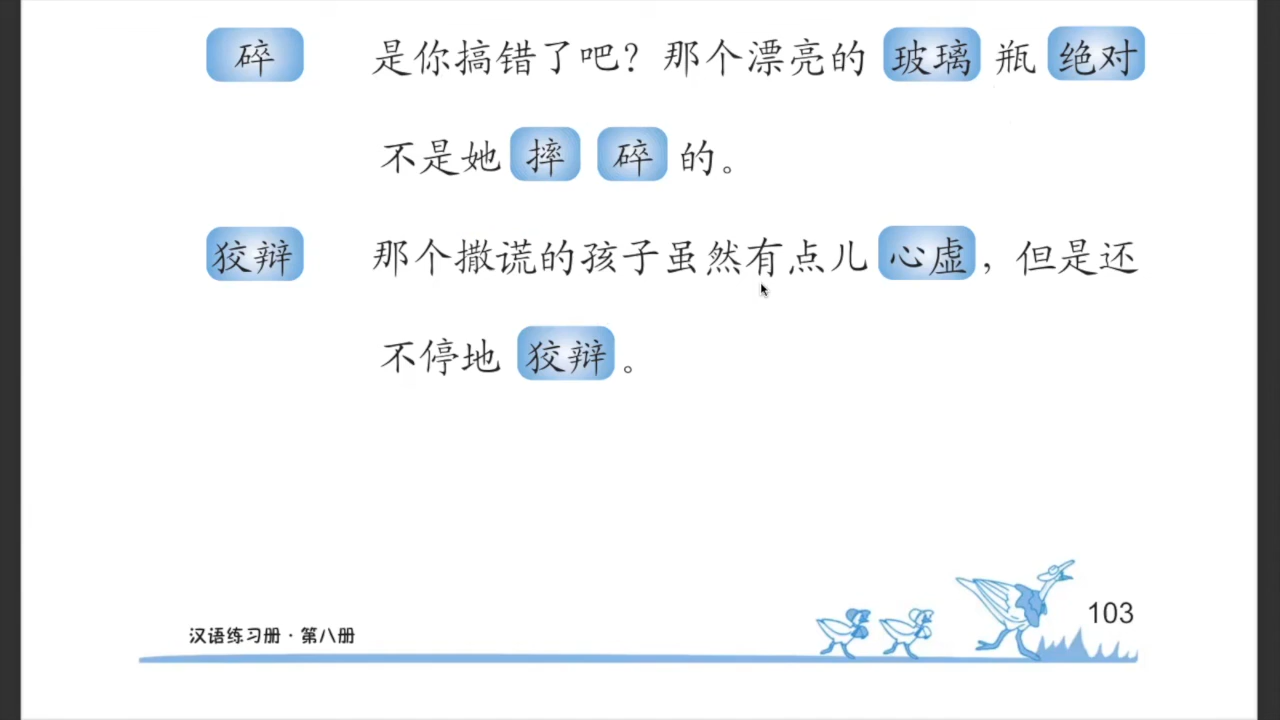 碎 是你搞错了吧？那个漂亮的 玻璃 瓶 绝对
不是她 摔 碎 的。
狡辩 那个撒谎的孩子虽然有点儿 心虚 ，但是还
不停地 狡辩 。
汉语练习册·第八册
103